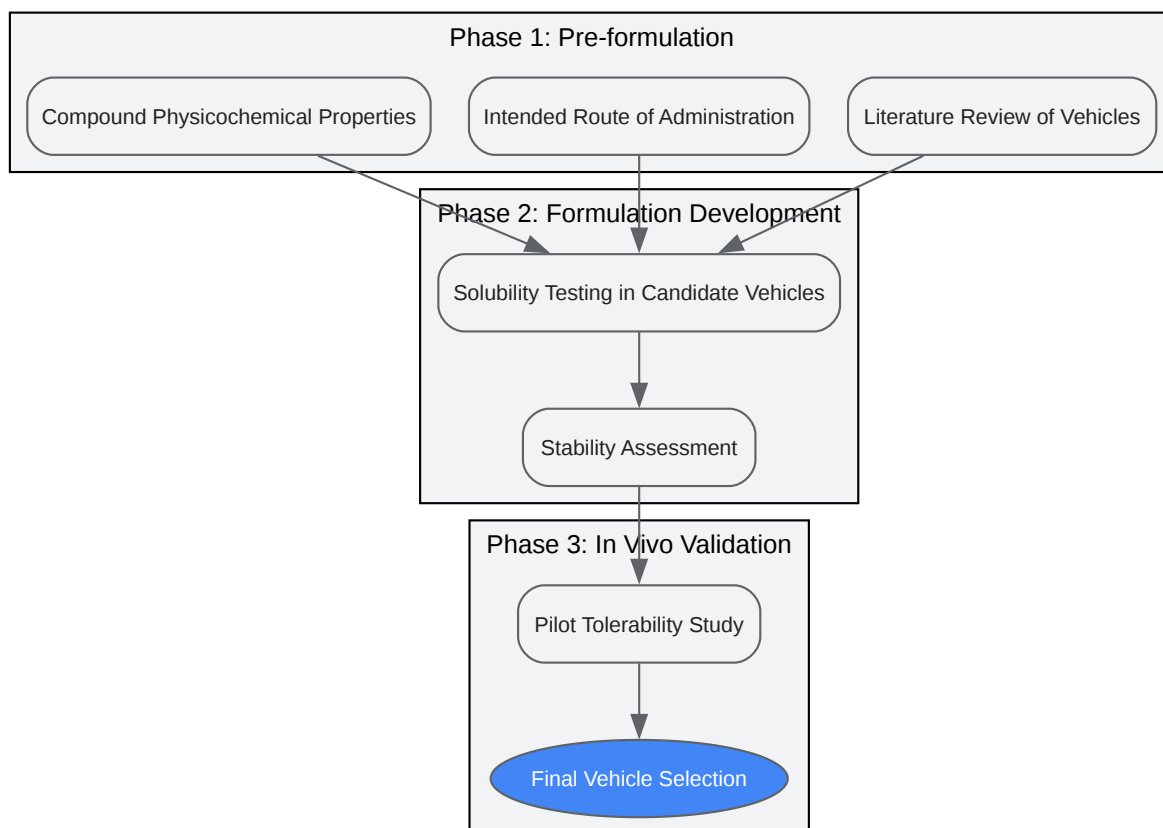 Phase 1: Pre-formulation
Compound Physicochemical Properties
Intended Route of Administration
Literature Review of Vehicles
Phase 2: Formulation Development
Solubility Testing in Candidate Vehicles
Stability Assessment
Phase 3: In Vivo Validation
Pilot Tolerability Study
Final Vehicle Selection